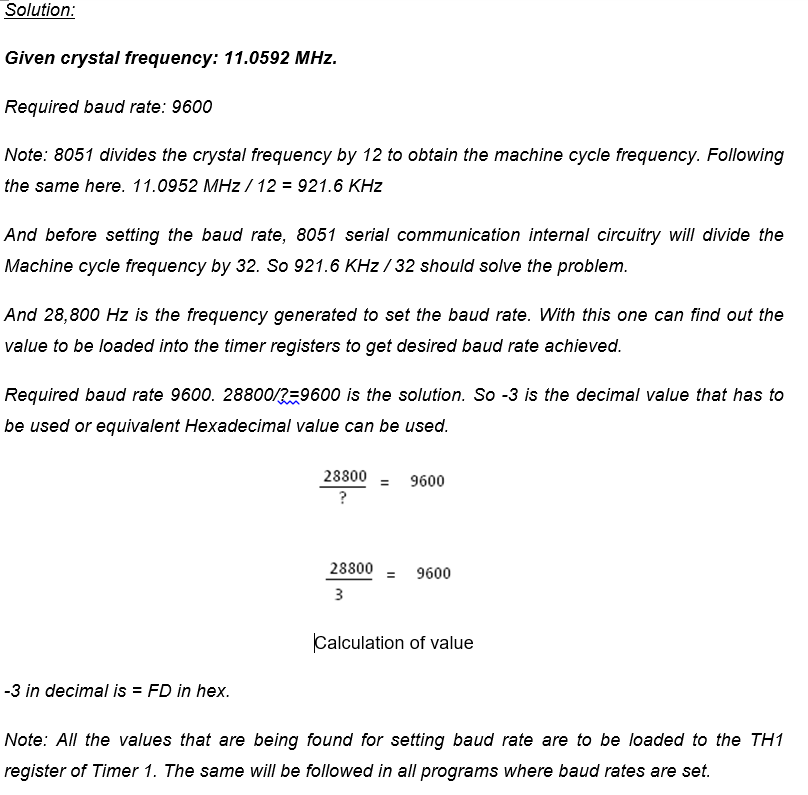 Solution:
Given crystal frequency: 11.0592 MHz.
Required baud rate: 9600
Note: 8051 divides the crystal frequency by 12 to obtain the machine cycle frequency. Following
the same here. 11.0952 MHz / 12 = 921.6 KHz
And before setting the baud rate, 8051 serial communication internal circuitry will divide the
Machine cycle frequency by 32. So 921.6 KHz / 32 should solve the problem.
And 28,800 Hz is the frequency generated to set the baud rate. With this one can find out the
value to be loaded into the timer registers to get desired baud rate achieved.
Required baud rate 9600. 28800/?=9600 is the solution. So -3 is the decimal value that has to
be used or equivalent Hexadecimal value can be used.
28800 = 9600
?
28800 = 9600
3
Calculation of value
-3 in decimal is = FD in hex.
Note: All the values that are being found for setting baud rate are to be loaded to the TH1
register of Timer 1. The same will be followed in all programs where baud rates are set.